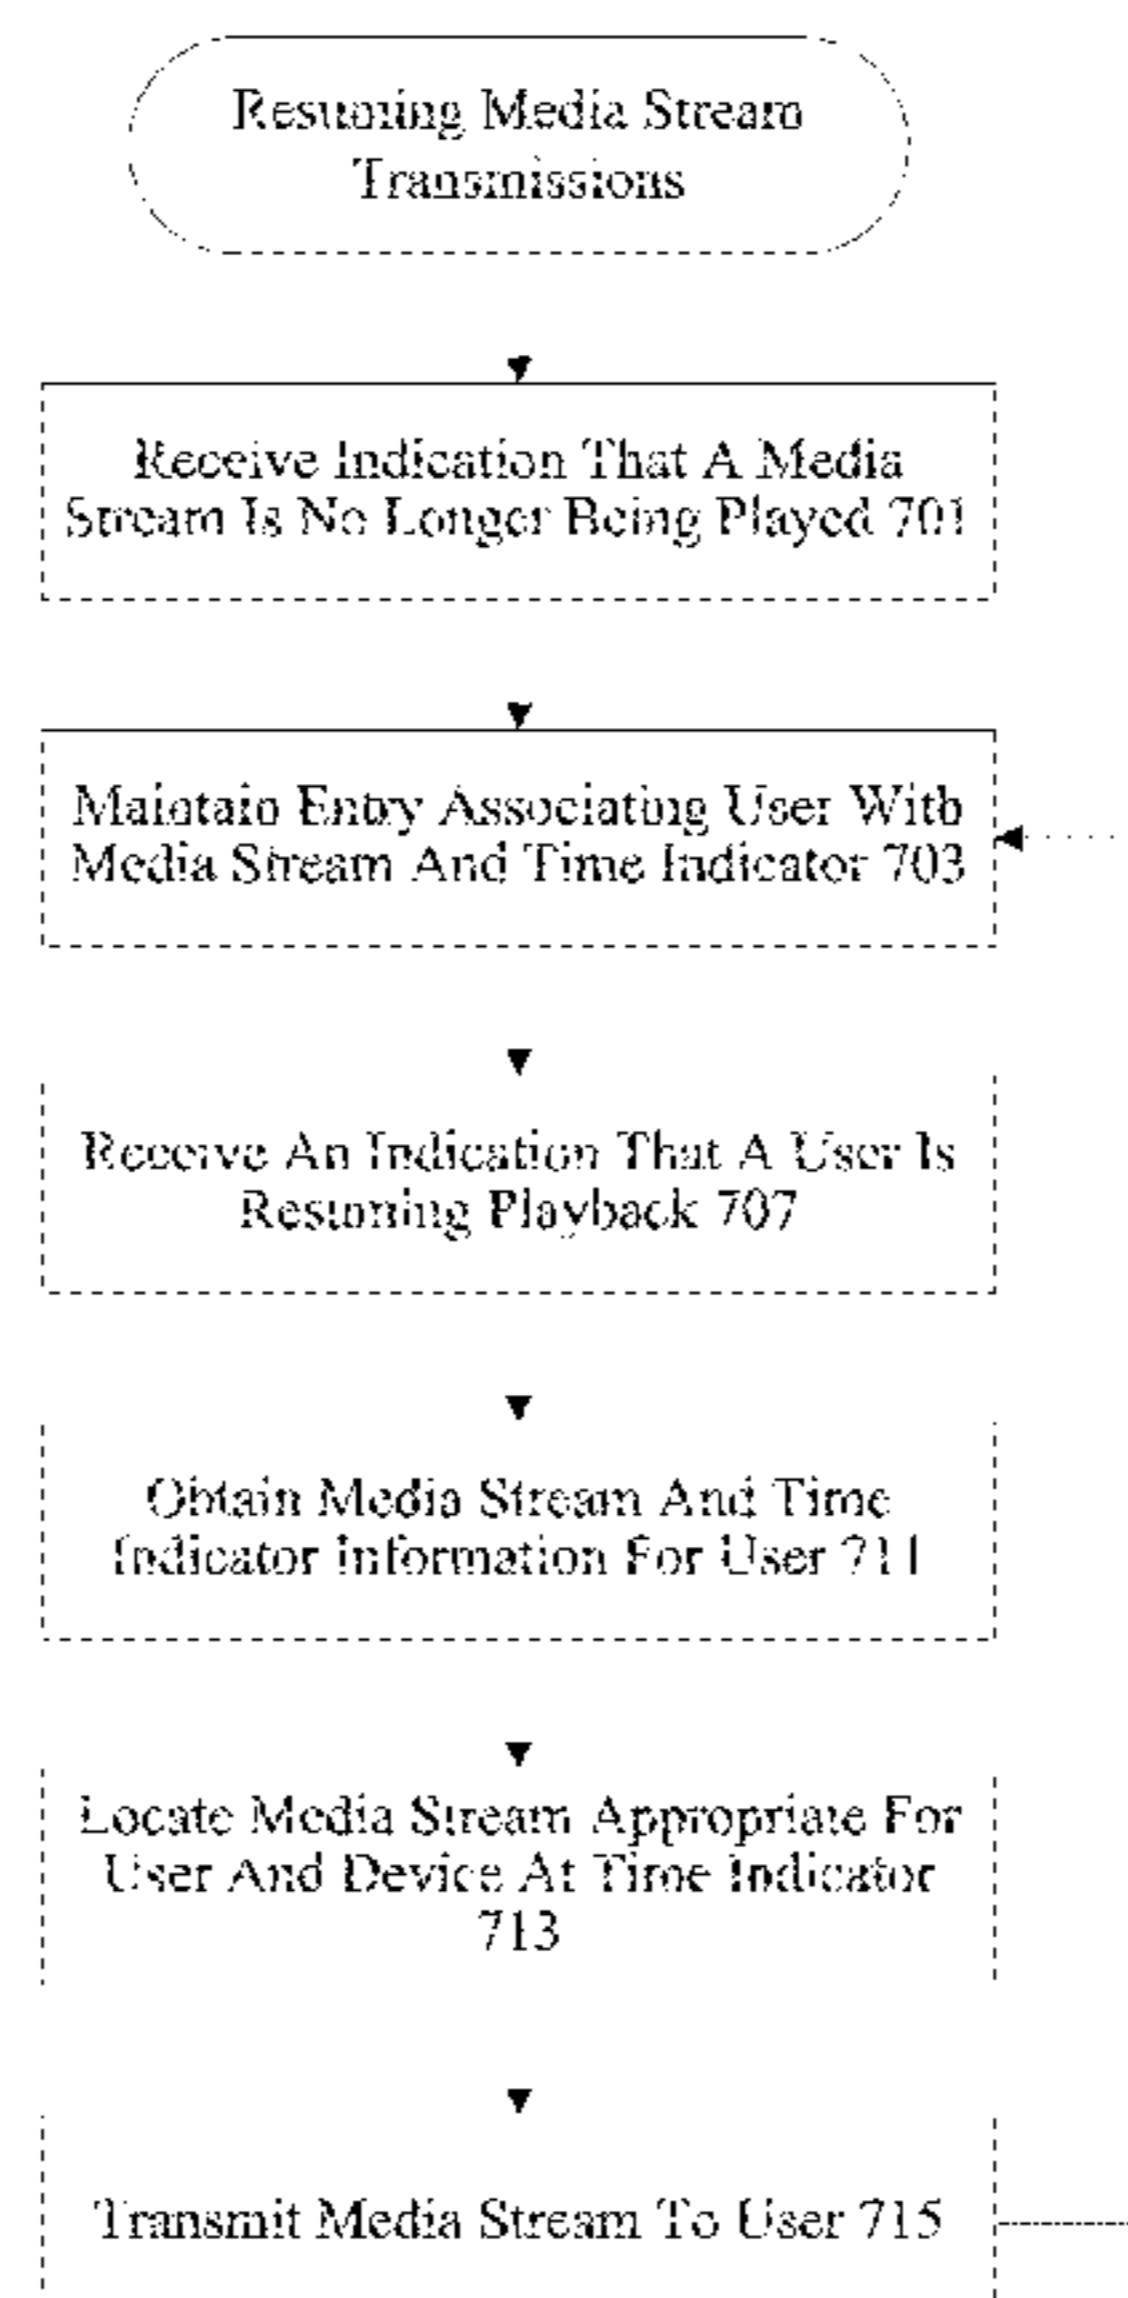 Resuming Media Stream
Transmissions
Receive Indication That A Media
Stream Is No Longer Being Played 701
Maintain Entry Associating User With
Media Stream And Time Indicator 703
Receive An Indication That A User Is
Resuming Playback 707
Obtain Media Stream And Time
Indicator Information For User 711
Locate Media Stream Appropriate For
User And Device At Time Indicator
713
Transmit Media Stream To User 715